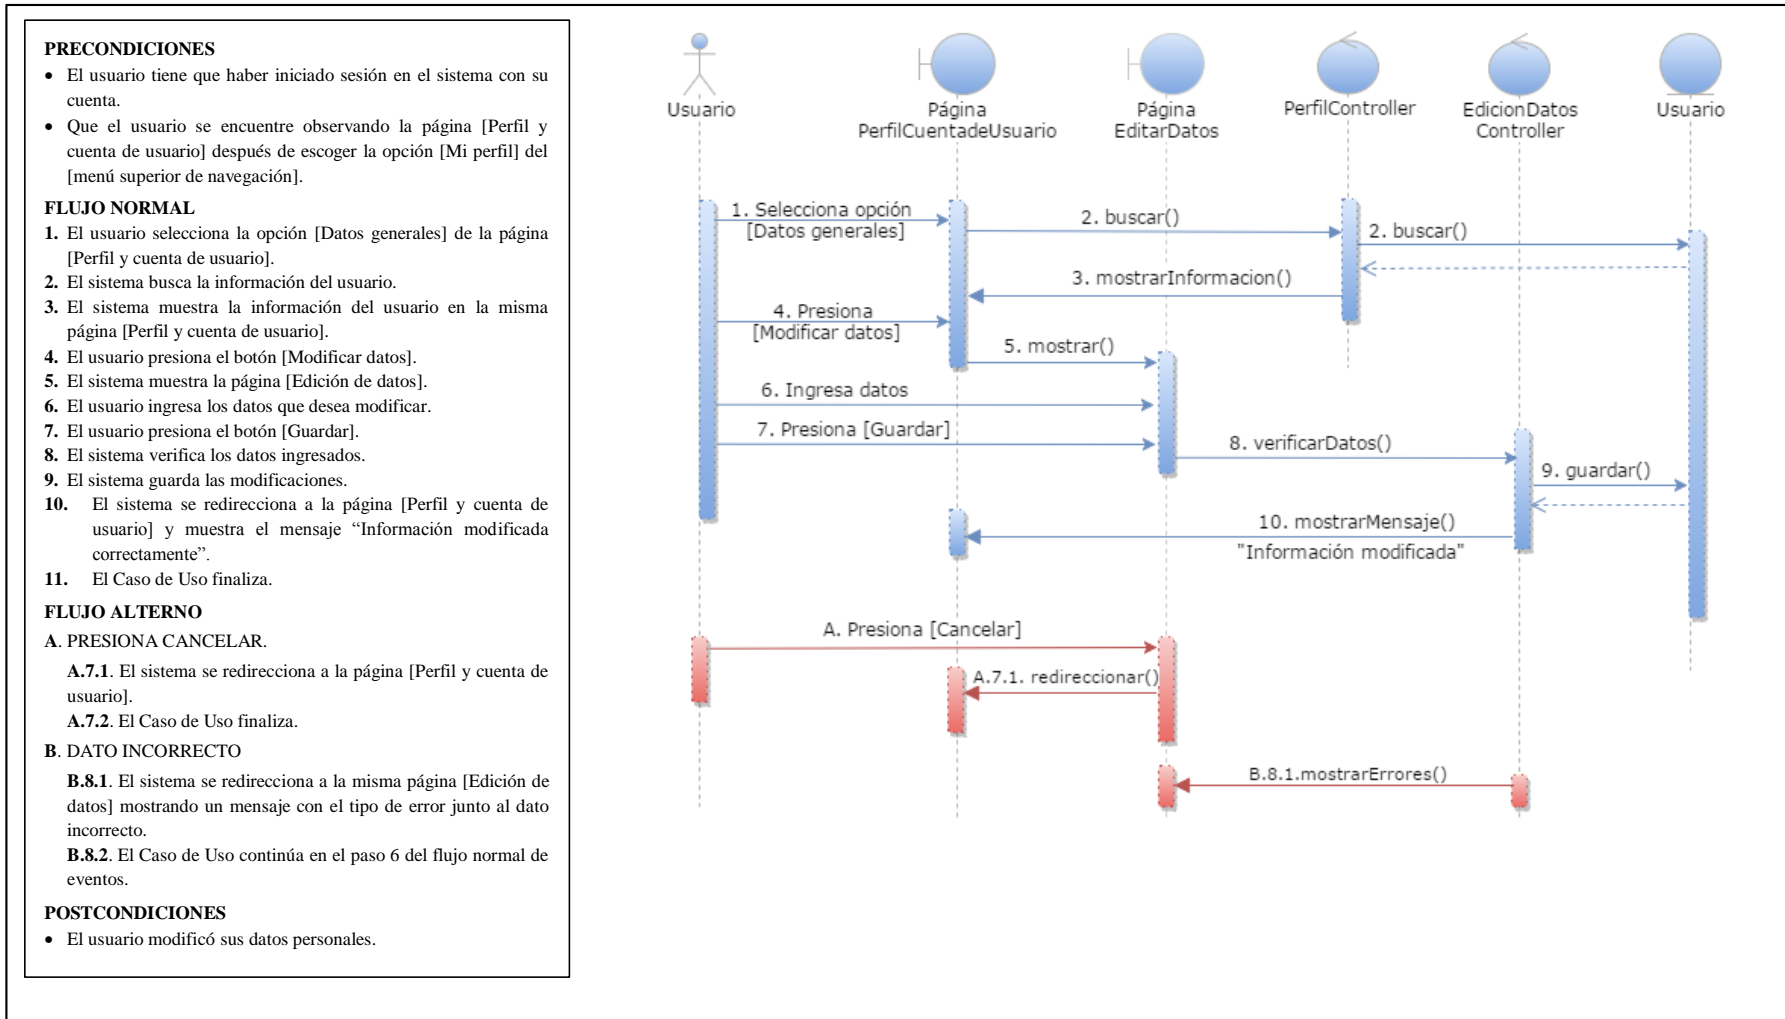 PRECONDICIONES
• El usuario tiene que haber iniciado sesión en el sistema con su
cuenta.
• Que el usuario se encuentre observando la página [Perfil y
cuenta de usuario] después de escoger la opción [Mi perfil] del
[menú superior de navegación].
FLUJO NORMAL
1. El usuario selecciona la opción [Datos generales] de la página
[Perfil y cuenta de usuario].
2. El sistema busca la información del usuario.
3. El sistema muestra la información del usuario en la misma
página [Perfil y cuenta de usuario].
4. El usuario presiona el botón [Modificar datos].
5. El sistema muestra la página [Edición de datos].
6. El usuario ingresa los datos que desea modificar.
7. El usuario presiona el botón [Guardar].
8. El sistema verifica los datos ingresados.
9. El sistema guarda las modificaciones.
10. El sistema se redirecciona a la página [Perfil y cuenta de
usuario] y muestra el mensaje “Información modificada
correctamente”.
11. El Caso de Uso finaliza.
FLUJO ALTERNO
A. PRESIONA CANCELAR.
A.7.1. El sistema se redirecciona a la página [Perfil y cuenta de
usuario].
A.7.2. El Caso de Uso finaliza.
B. DATO INCORRECTO
B.8.1. El sistema se redirecciona a la misma página [Edición de
datos] mostrando un mensaje con el tipo de error junto al dato
incorrecto.
B.8.2. El Caso de Uso continúa en el paso 6 del flujo normal de
eventos.
POSTCONDICIONES
• El usuario modificó sus datos personales.
Usuario
Página
PerfilCuentadeUsuario
Página
EditarDatos
PerfilController
EdicionDatos
Controller
Usuario
1. Selecciona opción
[Datos generales]
2. buscar()
2. buscar()
3. mostrarInformacion()
4. Presiona
[Modificar datos]
5. mostrar()
6. Ingresa datos
7. Presiona [Guardar]
8. verificarDatos()
9. guardar()
10. mostrarMensaje()
"Información modificada"
A. Presiona [Cancelar]
A.7.1. redireccionar()
B.8.1.mostrarErrores()